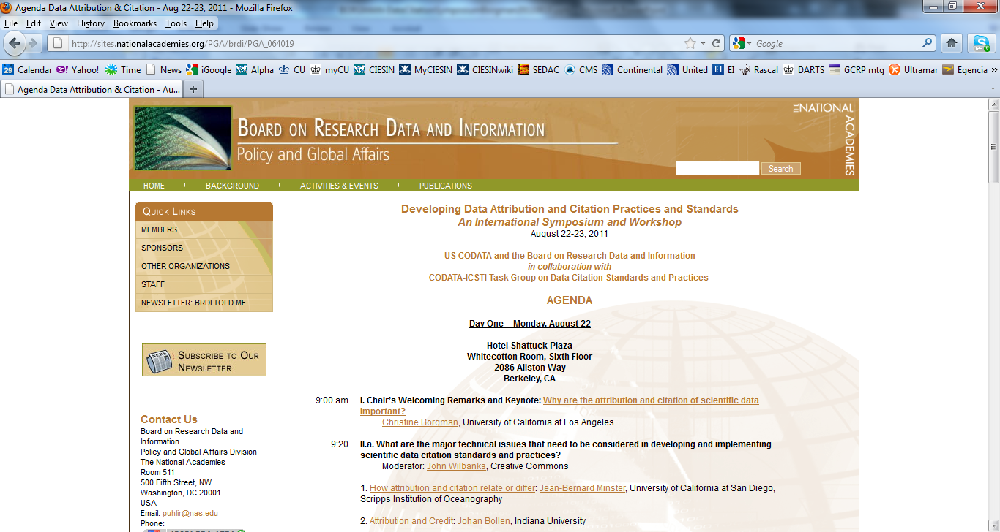 Agenda Data Attribution & Citation - Aug 22-23, 2011 - Mozilla Firefox
File Edit View History Bookmarks Tools Help
http://sites.nationalacademies.org/PGA/brdi/PGA_064019
Google
Calendar Yahoo! Time News iGoogle Alpha CU myCU CIESIN MyCIESIN CIESINwiki SEDAC CMS Continental United EI Rascal DARTS GCRP mtg Ultramar Egencia »
Agenda Data Attribution & Citation - Au...
BOARD ON RESEARCH DATA AND INFORMATION
Policy and Global Affairs
THE NATIONAL ACADEMIES
Search
HOME BACKGROUND ACTIVITIES & EVENTS PUBLICATIONS
QUICK LINKS
MEMBERS
SPONSORS
OTHER ORGANIZATIONS
STAFF
NEWSLETTER: BRDI TOLD ME...
SUBSCRIBE TO OUR
NEWSLETTER
NEWS
Contact Us
Board on Research Data and
Information
Policy and Global Affairs Division
The National Academies
Room 511
500 Fifth Street, NW
Washington, DC 20001
USA
Email: puhlir@nas.edu
Phone:
Developing Data Attribution and Citation Practices and Standards
An International Symposium and Workshop
August 22-23, 2011
US CODATA and the Board on Research Data and Information
in collaboration with
CODATA-ICSTI Task Group on Data Citation Standards and Practices
AGENDA
Day One – Monday, August 22
Hotel Shattuck Plaza
Whitecotton Room, Sixth Floor
2086 Allston Way
Berkeley, CA
9:00 am I. Chair's Welcoming Remarks and Keynote: Why are the attribution and citation of scientific data
important?
Christine Borgman, University of California at Los Angeles
9:20 II.a. What are the major technical issues that need to be considered in developing and implementing
scientific data citation standards and practices?
Moderator: John Wilbanks, Creative Commons
1. How attribution and citation relate or differ: Jean-Bernard Minster, University of California at San Diego,
Scripps Institution of Oceanography
2. Attribution and Credit: Johan Bollen, Indiana University